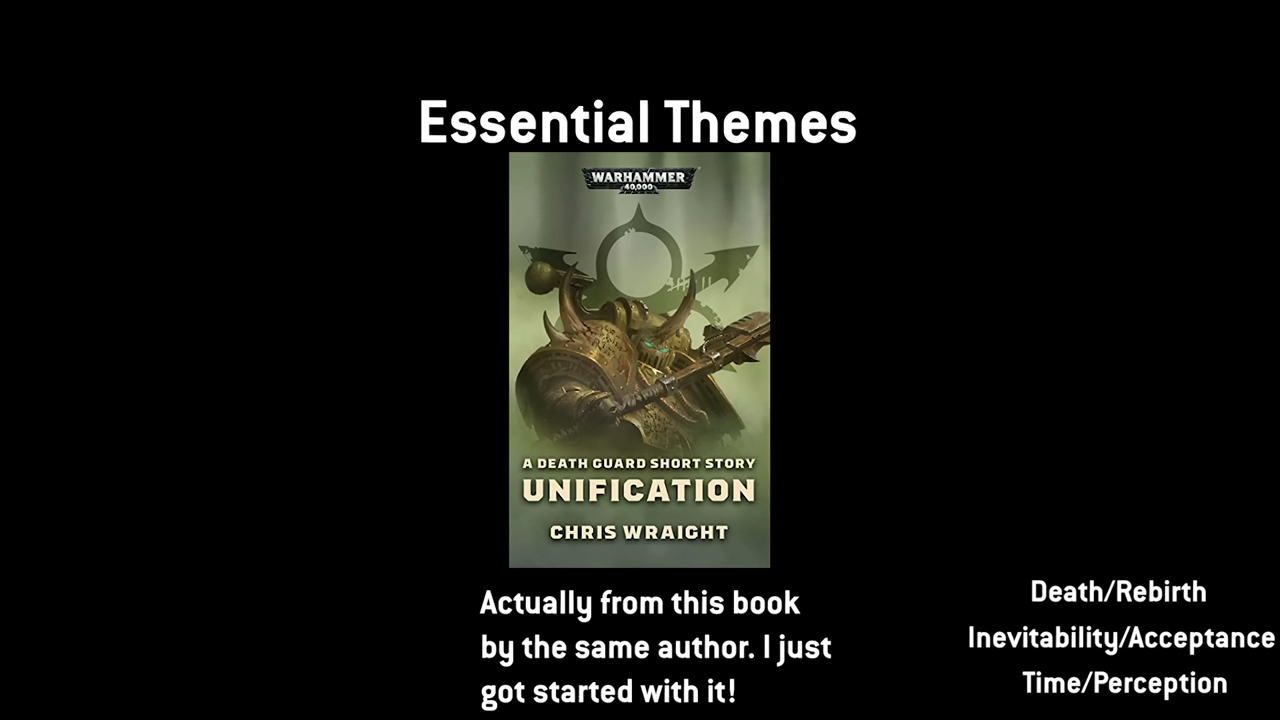 Essential Themes
WARHAMMER
40,000
A DEATH GUARD SHORT STORY
UNIFICATION
CHRIS WRAIGHT
Actually from this book
by the same author. I just
got started with it!
Death/Rebirth
Inevitability/Acceptance
Time/Perception